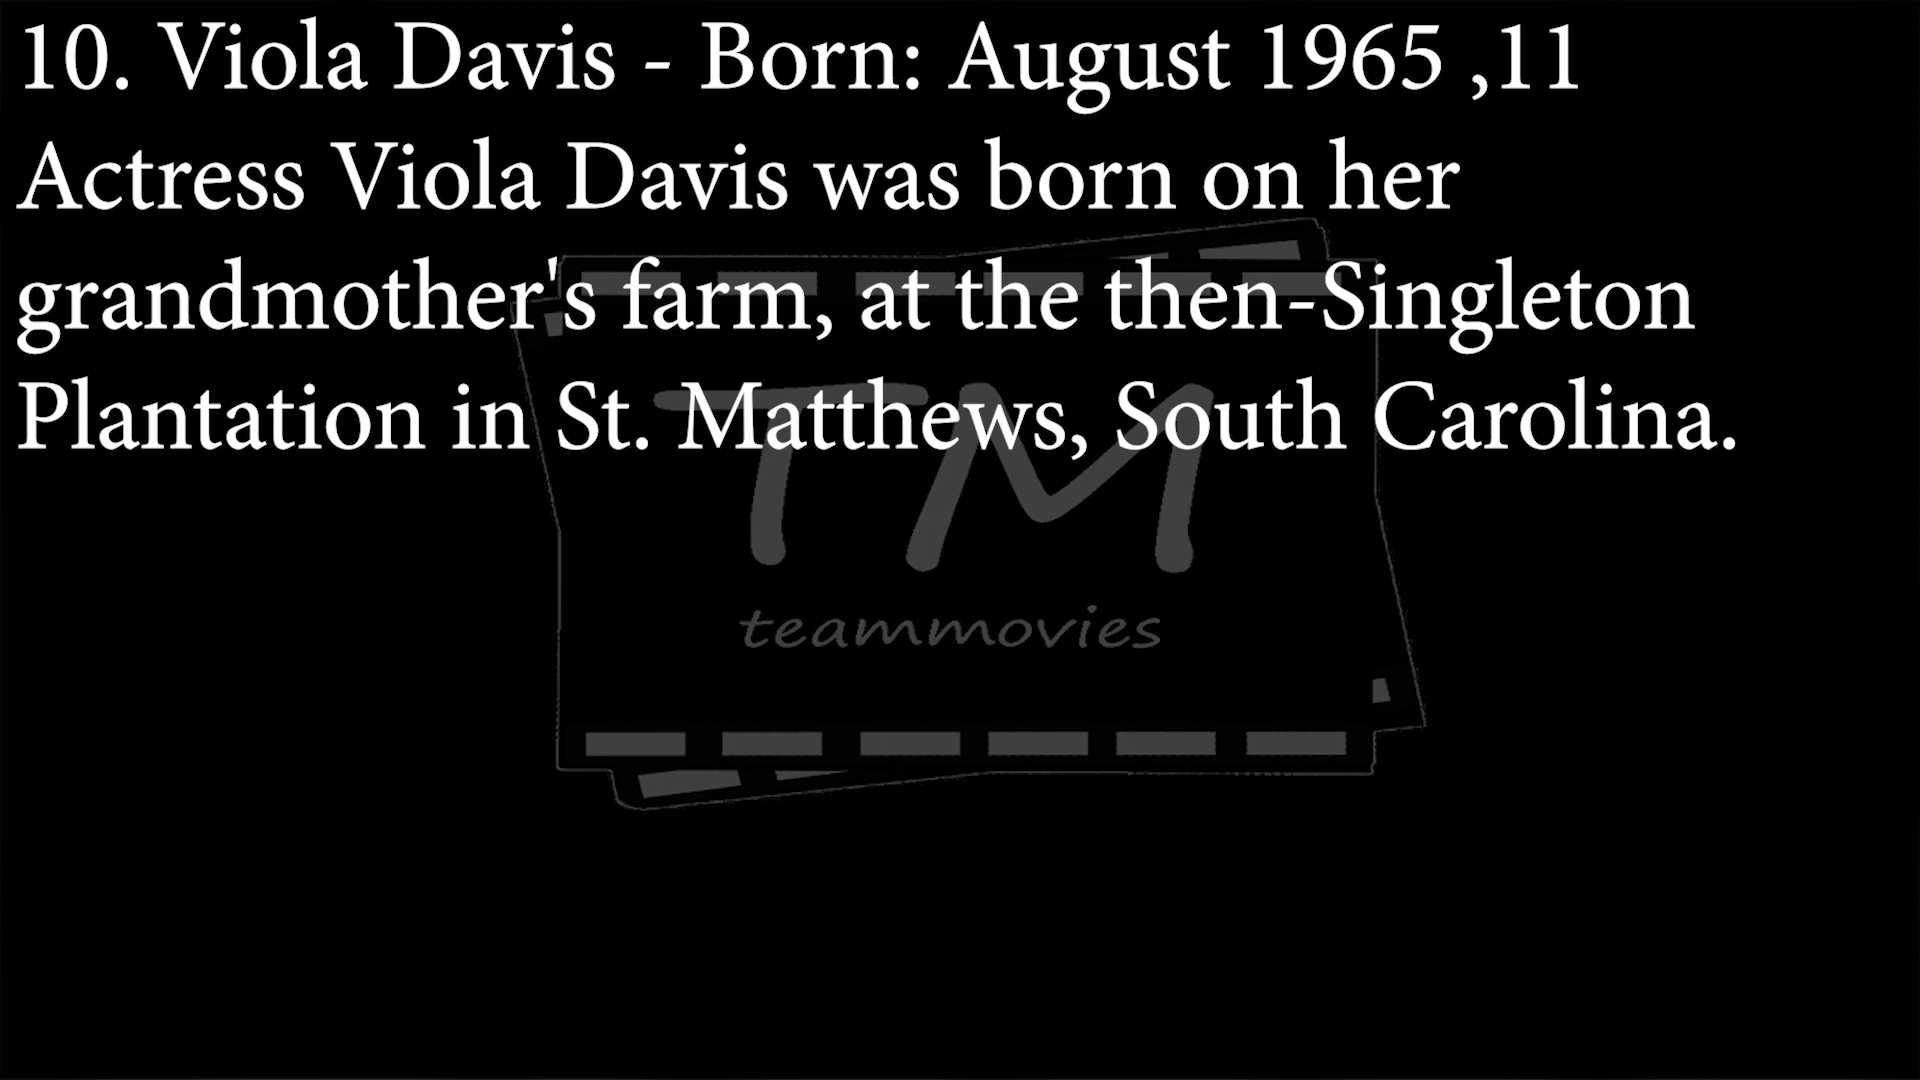 10. Viola Davis - Born: August 1965 ,11
Actress Viola Davis was born on her
grandmother's farm, at the then-Singleton
Plantation in St. Matthews, South Carolina.
TM
teammovies